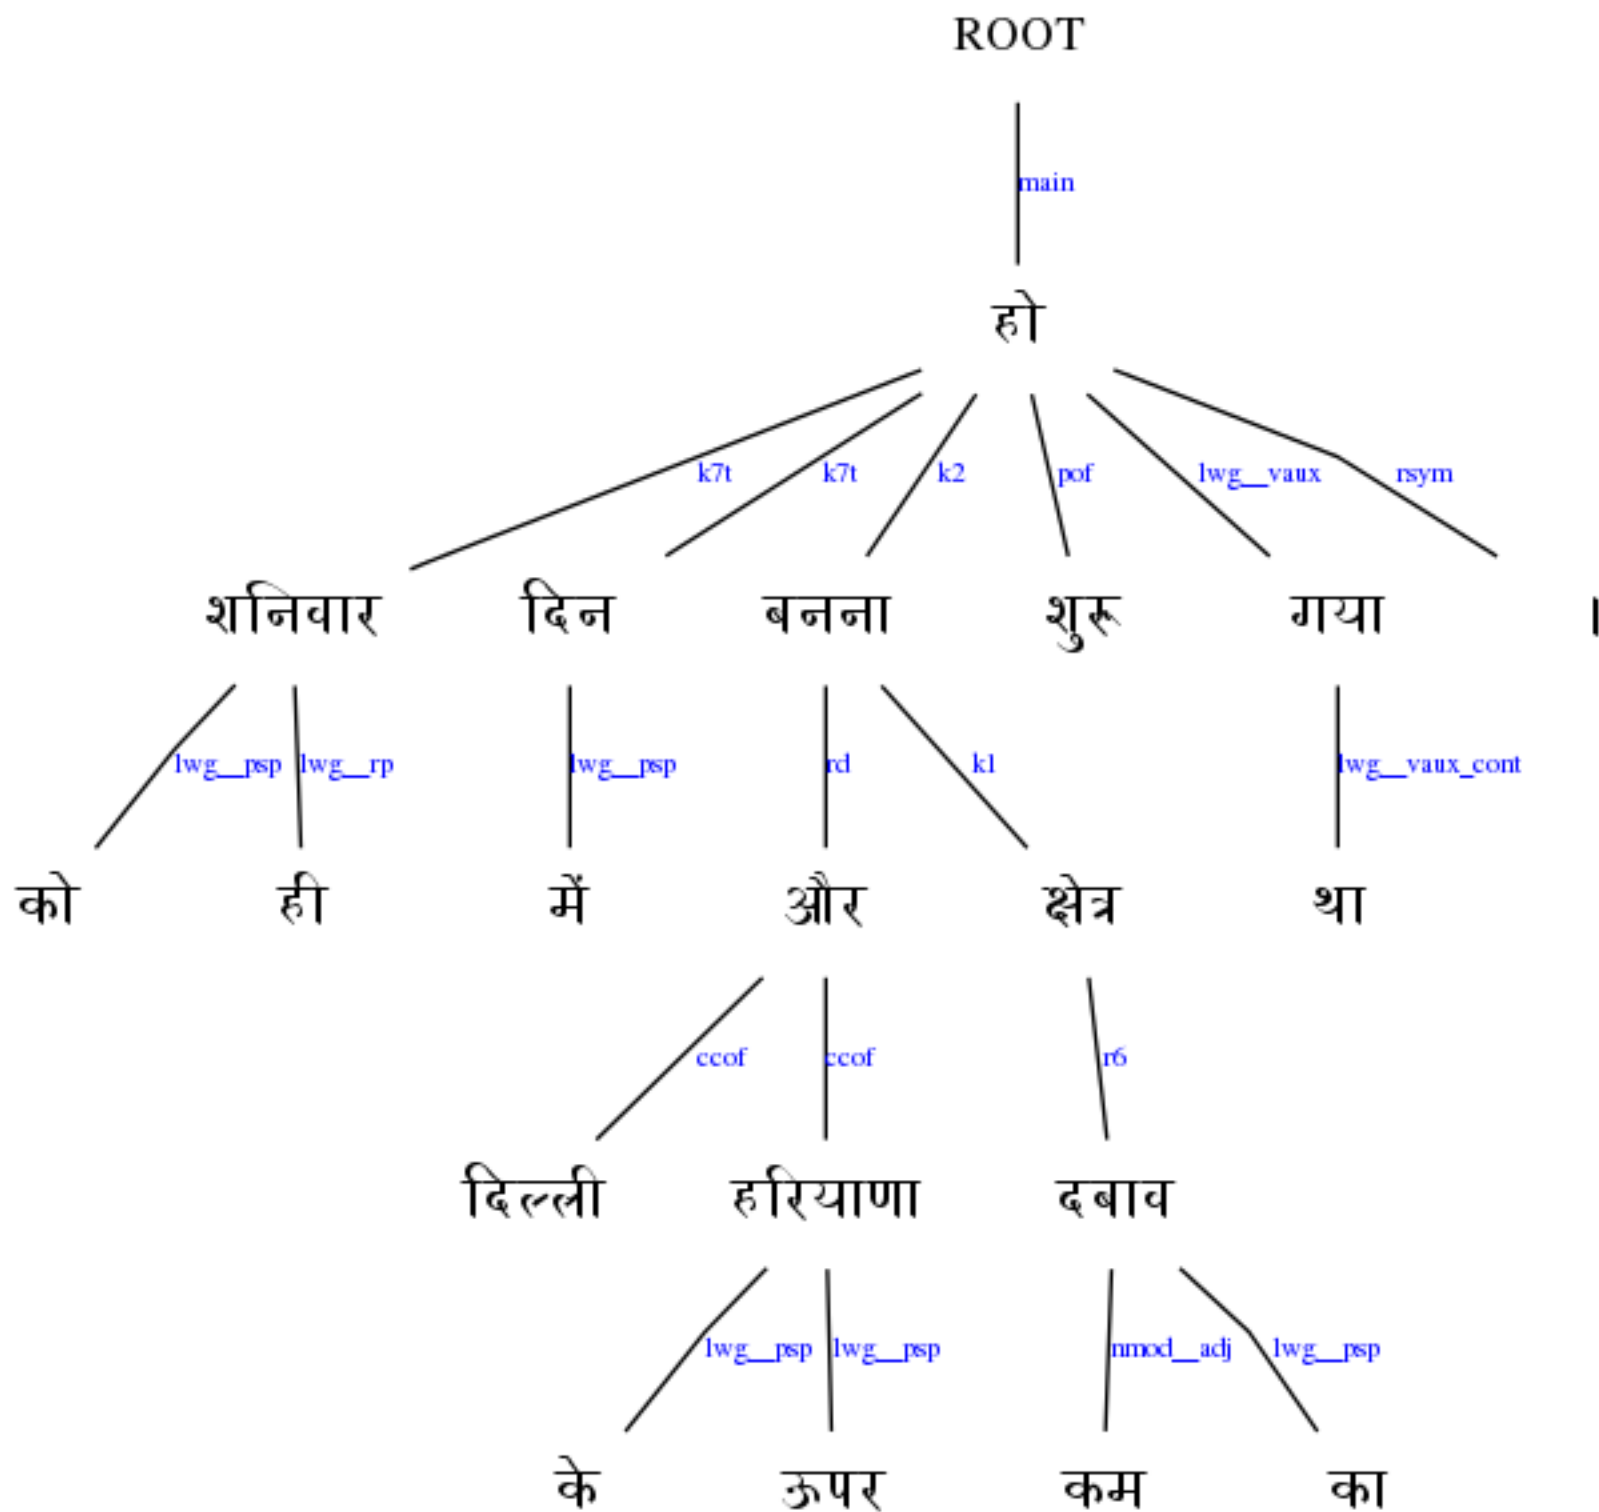 ROOT
main
हो
k7t k7t k2 pof lwg__vaux rsym
शनिवार दिन बनना शुरू गया ।
lwg__psp lwg__rp lwg__psp rd k1 lwg__vaux_cont
को ही में और क्षेत्र था
ccof ccof r6
दिल्ली हरियाणा दबाव
lwg__psp lwg__psp nmod__adj lwg__psp
के ऊपर कम का